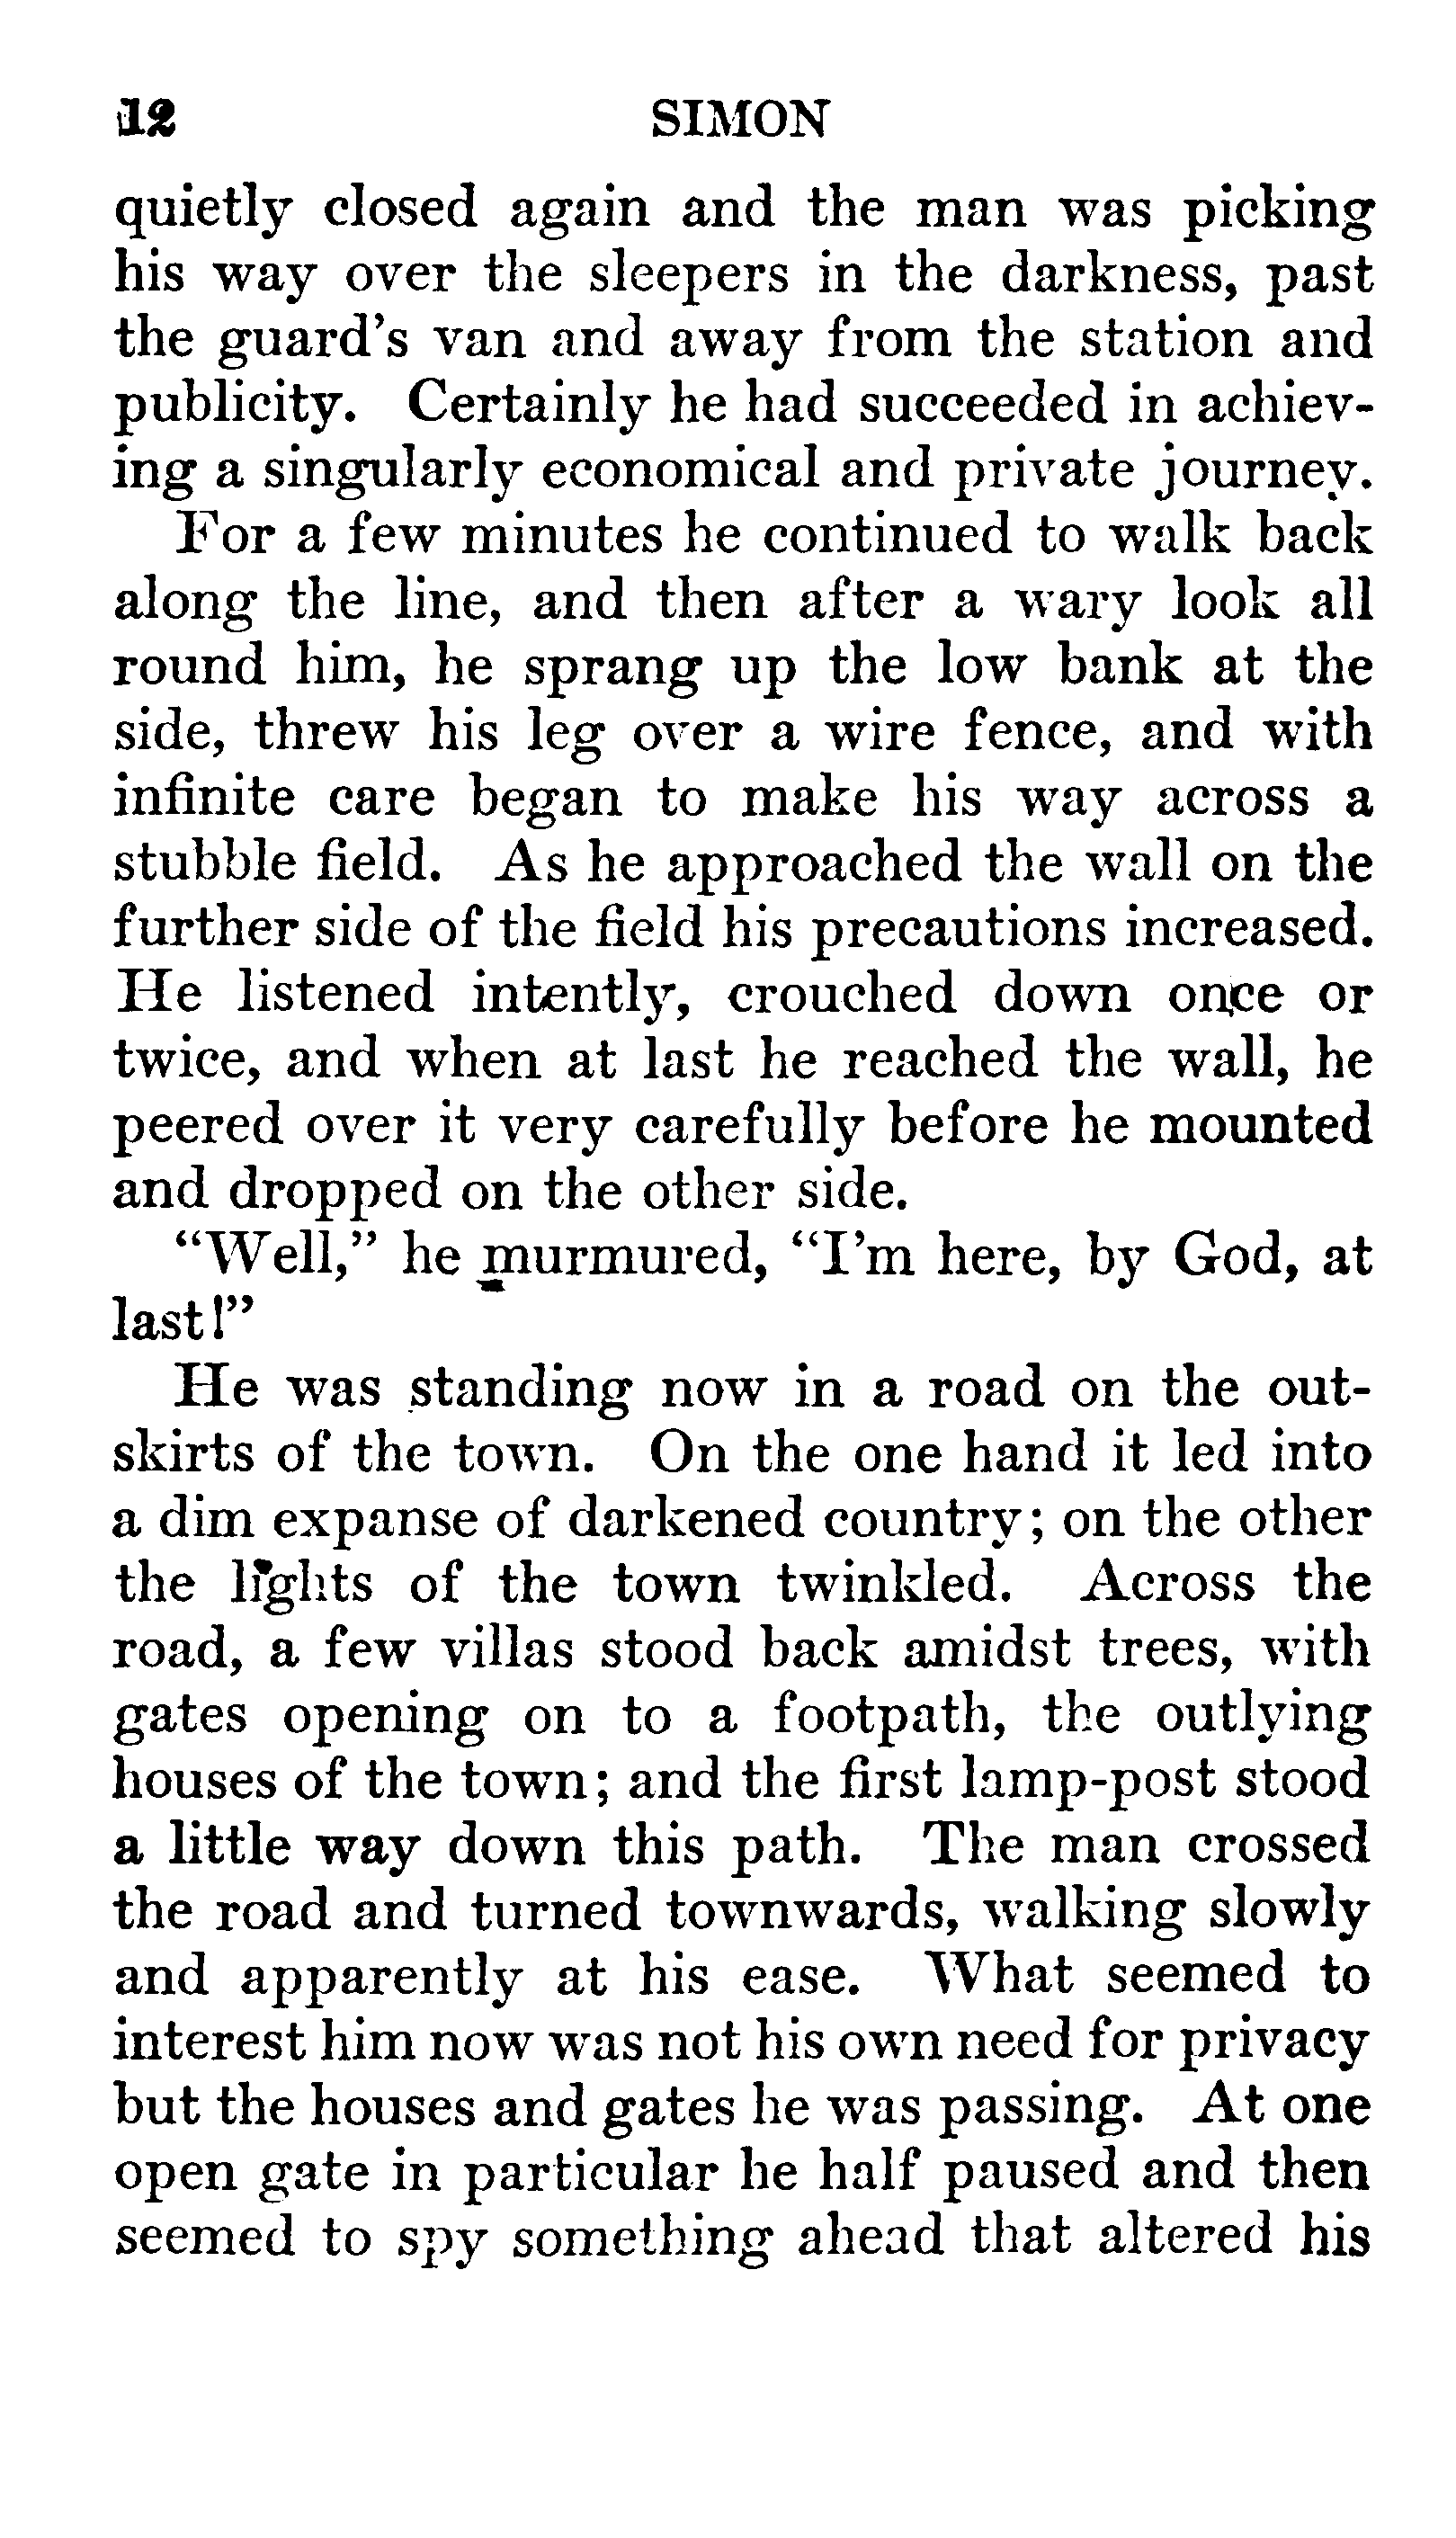 12 SIMON
quietly closed again and the man was picking
his way over the sleepers in the darkness, past
the guard's van and away from the station and
publicity. Certainly he had succeeded in achiev-
ing a singularly economical and private journey.
For a few minutes he continued to walk back
along the line, and then after a wary look all
round him, he sprang up the low bank at the
side, threw his leg over a wire fence, and with
infinite care began to make his way across a
stubble field. As he approached the wall on the
further side of the field his precautions increased.
He listened intently, crouched down once or
twice, and when at last he reached the wall, he
peered over it very carefully before he mounted
and dropped on the other side.
"Well," he murmured, "I'm here, by God, at
last!"
He was standing now in a road on the out-
skirts of the town. On the one hand it led into
a dim expanse of darkened country; on the other
the lights of the town twinkled. Across the
road, a few villas stood back amidst trees, with
gates opening on to a footpath, the outlying
houses of the town; and the first lamp-post stood
a little way down this path. The man crossed
the road and turned townwards, walking slowly
and apparently at his ease. What seemed to
interest him now was not his own need for privacy
but the houses and gates he was passing. At one
open gate in particular he half paused and then
seemed to spy something ahead that altered his